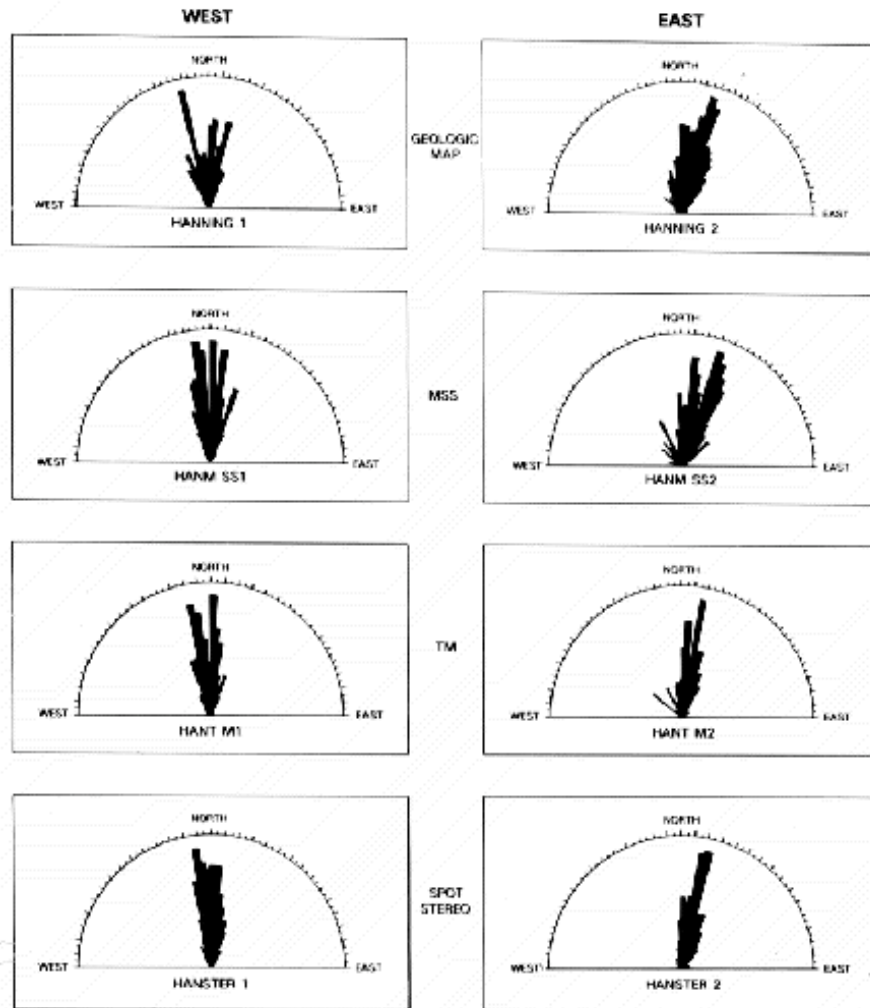 WEST
EAST
NORTH
WEST
EAST
HANNING 1
GEOLOGIC
MAP
NORTH
WEST
EAST
HANNING 2
NORTH
WEST
EAST
HANM SS1
MSS
NORTH
WEST
EAST
HANM SS2
NORTH
WEST
EAST
HANT M1
TM
NORTH
WEST
EAST
HANT M2
NORTH
WEST
EAST
HANSTER 1
SPOT
STEREO
NORTH
WEST
EAST
HANSTER 2